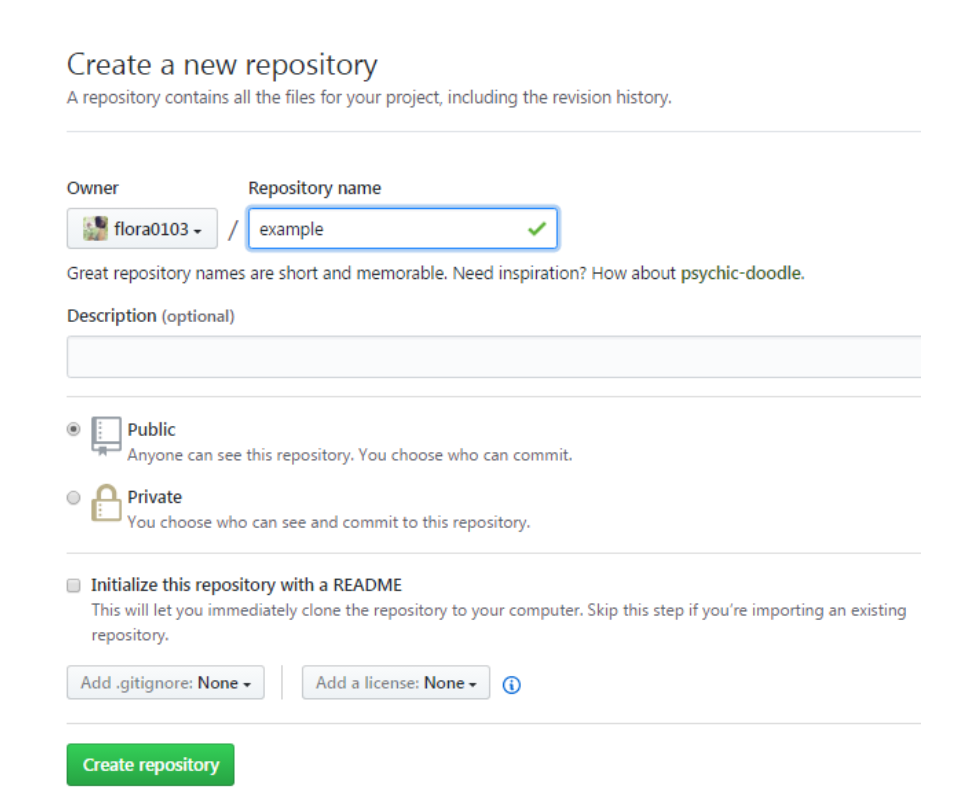 Create a new repository
A repository contains all the files for your project, including the revision history.
Owner
Repository name
flora0103 / example
Great repository names are short and memorable. Need inspiration? How about psychic-doodle.
Description (optional)
Public
Anyone can see this repository. You choose who can commit.
Private
You choose who can see and commit to this repository.
Initialize this repository with a README
This will let you immediately clone the repository to your computer. Skip this step if you’re importing an existing
repository.
Add .gitignore: None
Add a license: None
Create repository